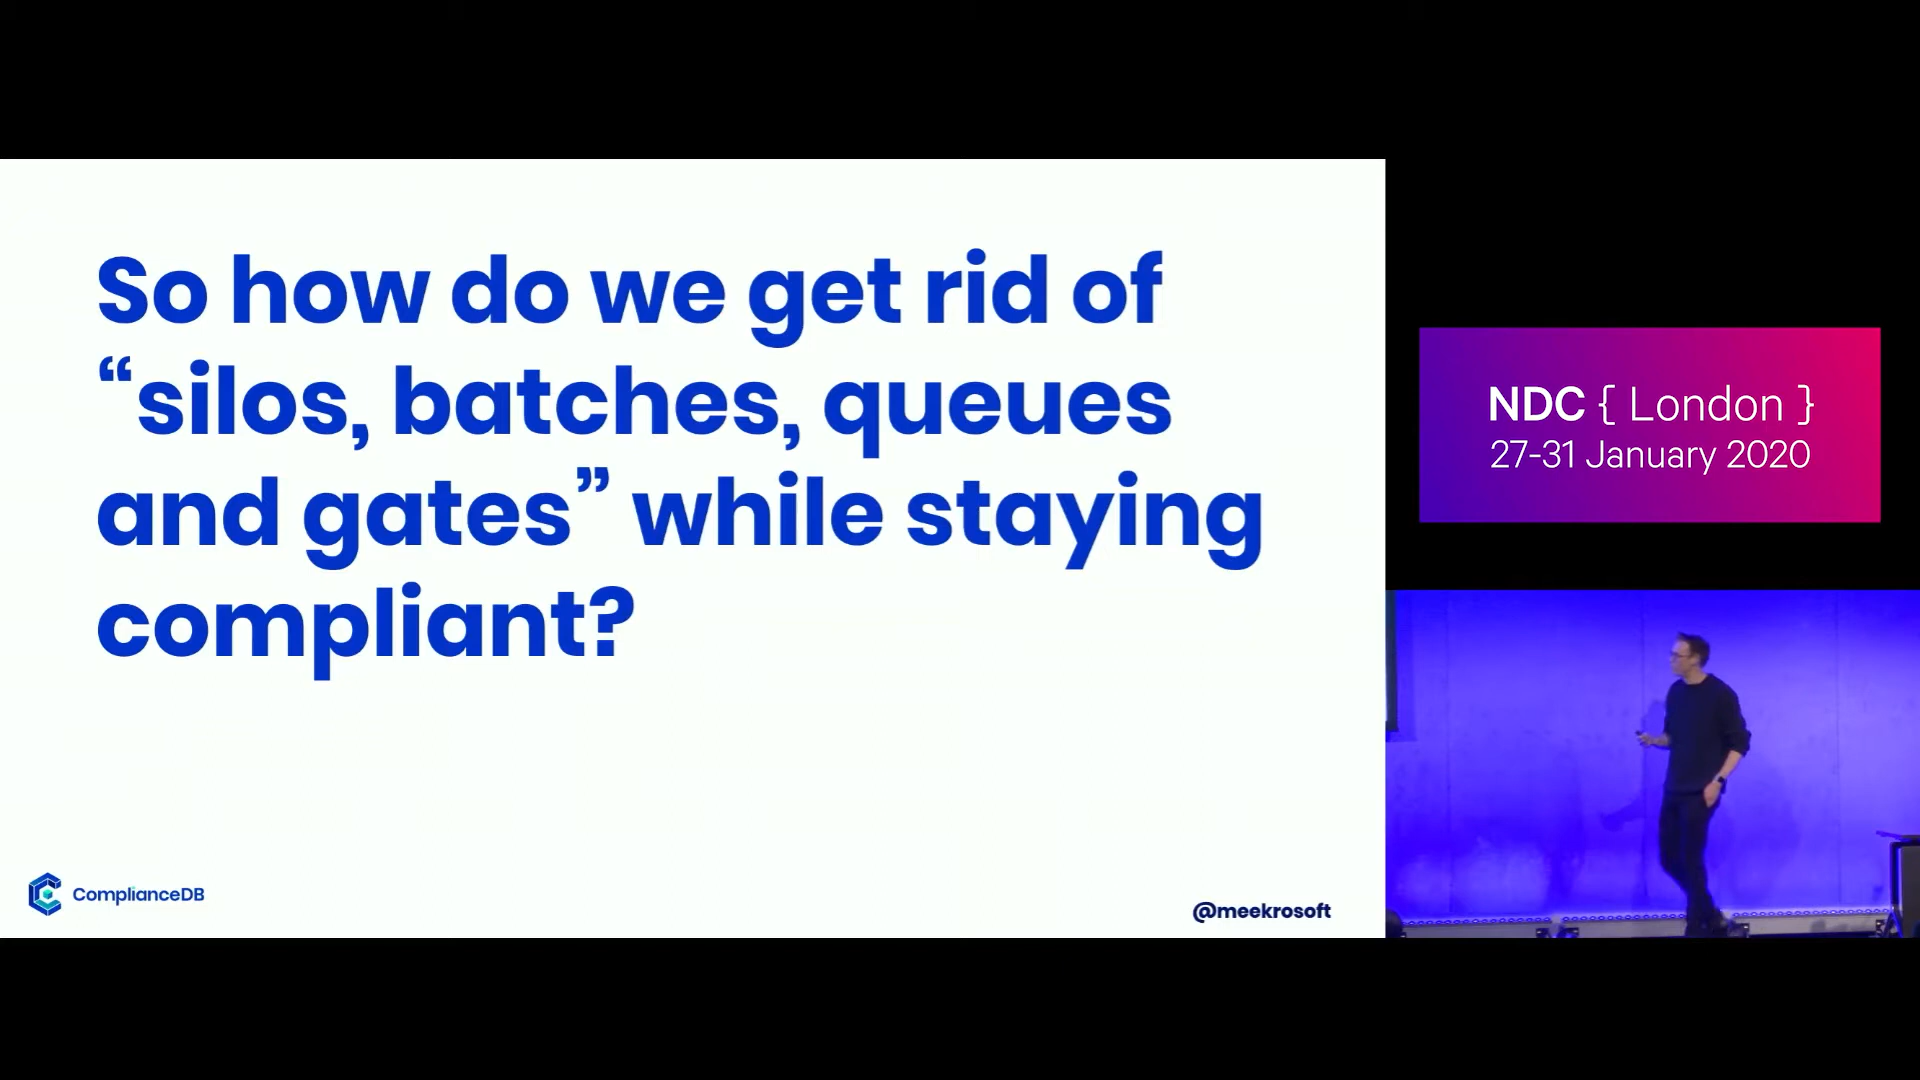 So how do we get rid of
“silos, batches, queues
and gates” while staying
compliant?
ComplianceDB
@meekrosoft
NDC { London }
27-31 January 2020